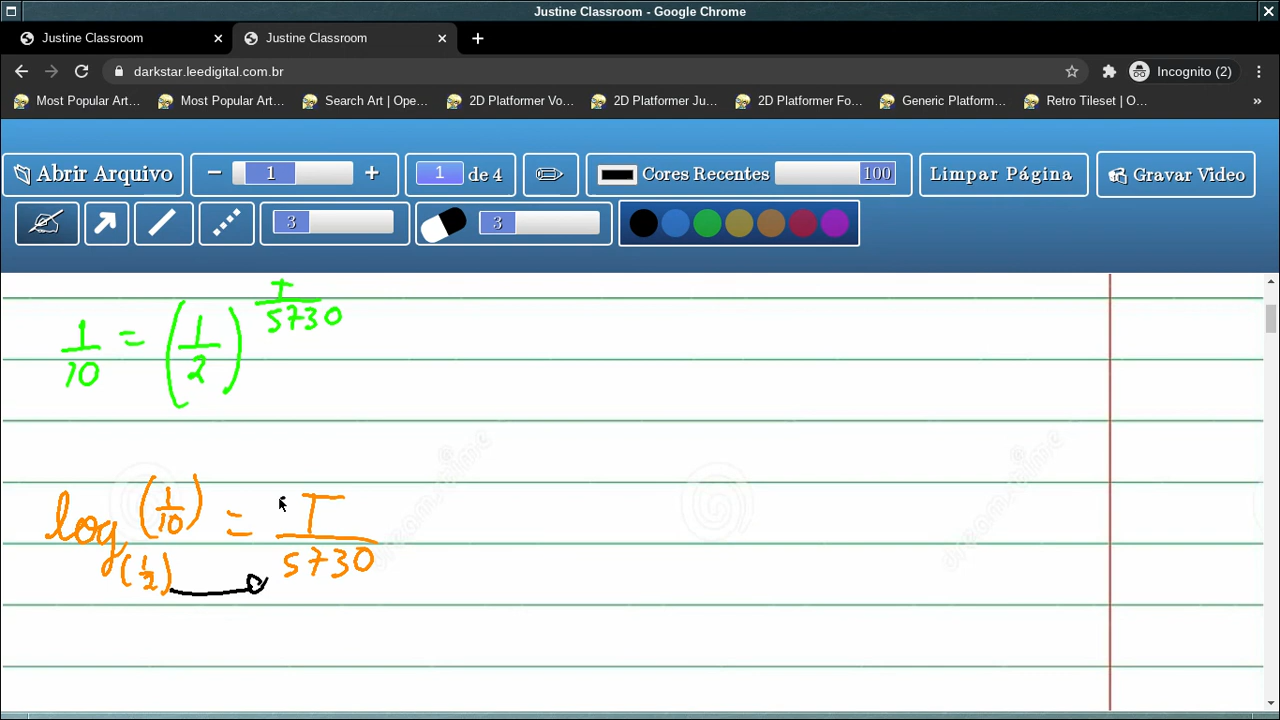 Justine Classroom - Google Chrome
Justine Classroom
Justine Classroom
darkstar.leedigital.com.br
Incognito (2)
Most Popular Art...
Most Popular Art...
Search Art | Ope...
2D Platformer Vo...
2D Platformer Ju...
2D Platformer Fo...
Generic Platform...
Retro Tileset | O...
»
Abrir Arquivo
− 1 +
1 de 4
Cores Recentes 100
Limpar Página
Gravar Video
3
3
1/10 = (1/2)^(T/5730)
log_(1/2) (1/10) = T/5730
dreamstime
dreamstime